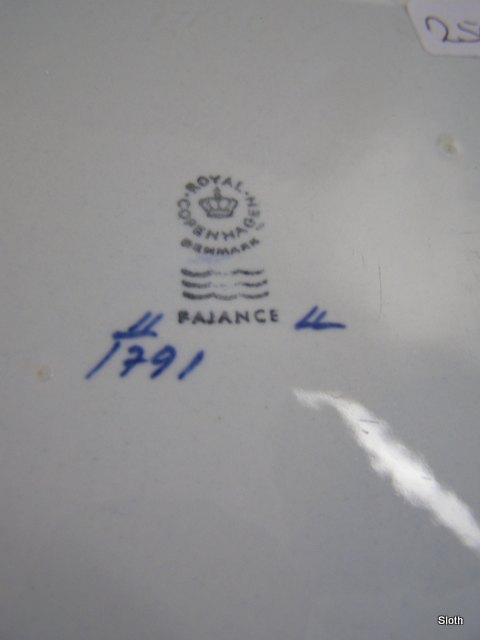 25
ROYAL
COPENHAGEN
DENMARK
FAJANCE
1791
Sloth